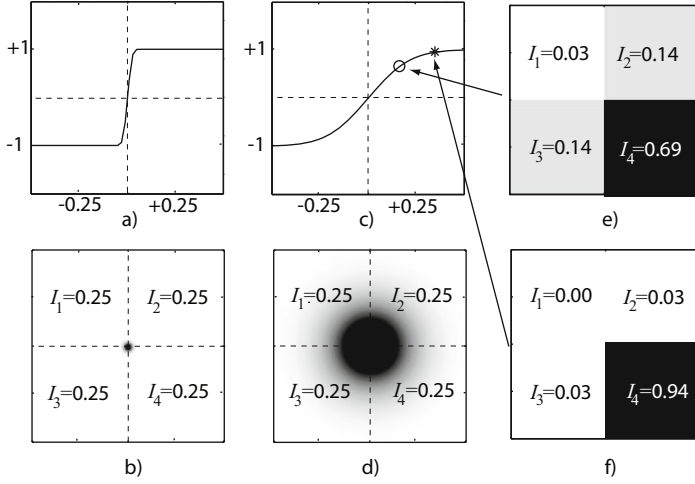 +1
-1
-0.25 +0.25
a)
+1
-1
-0.25 +0.25
c)
I1=0.03 I2=0.14
I3=0.14 I4=0.69
e)
I1=0.25 I2=0.25
I3=0.25 I4=0.25
b)
I1=0.25 I2=0.25
I3=0.25 I4=0.25
d)
I1=0.00 I2=0.03
I3=0.03 I4=0.94
f)